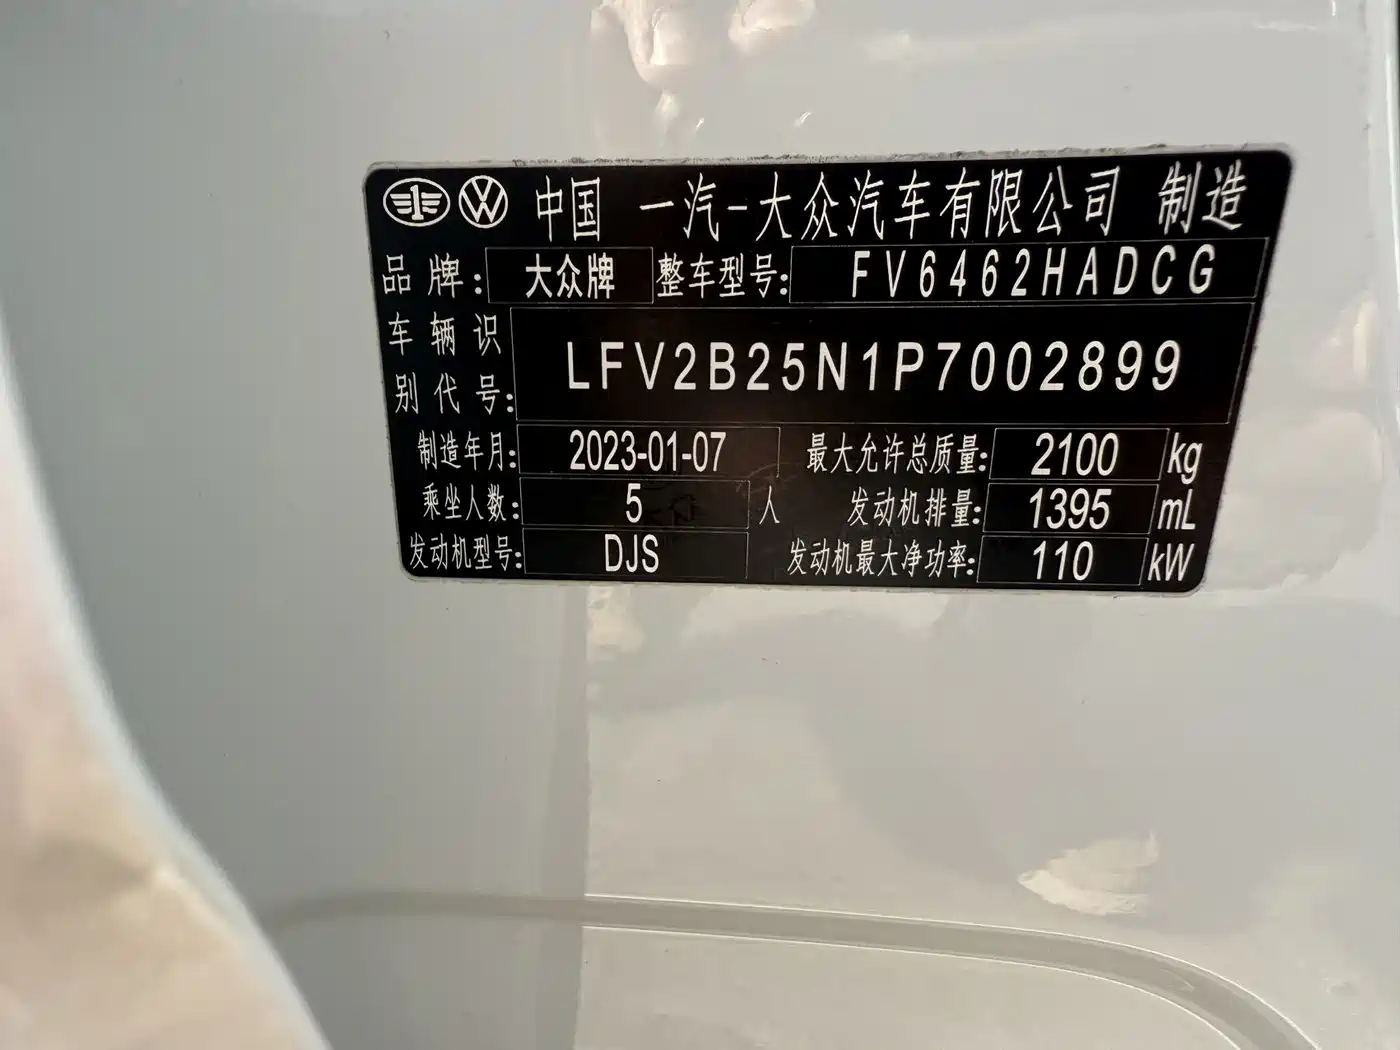 中国 一汽-大众汽车有限公司 制造
品牌: 大众牌 整车型号: FV6462HADCG
车辆识别代号: LFV2B25N1P7002899
制造年月: 2023-01-07 最大允许总质量: 2100 kg
乘坐人数: 5 人 发动机排量: 1395 mL
发动机型号: DJS 发动机最大净功率: 110 kW